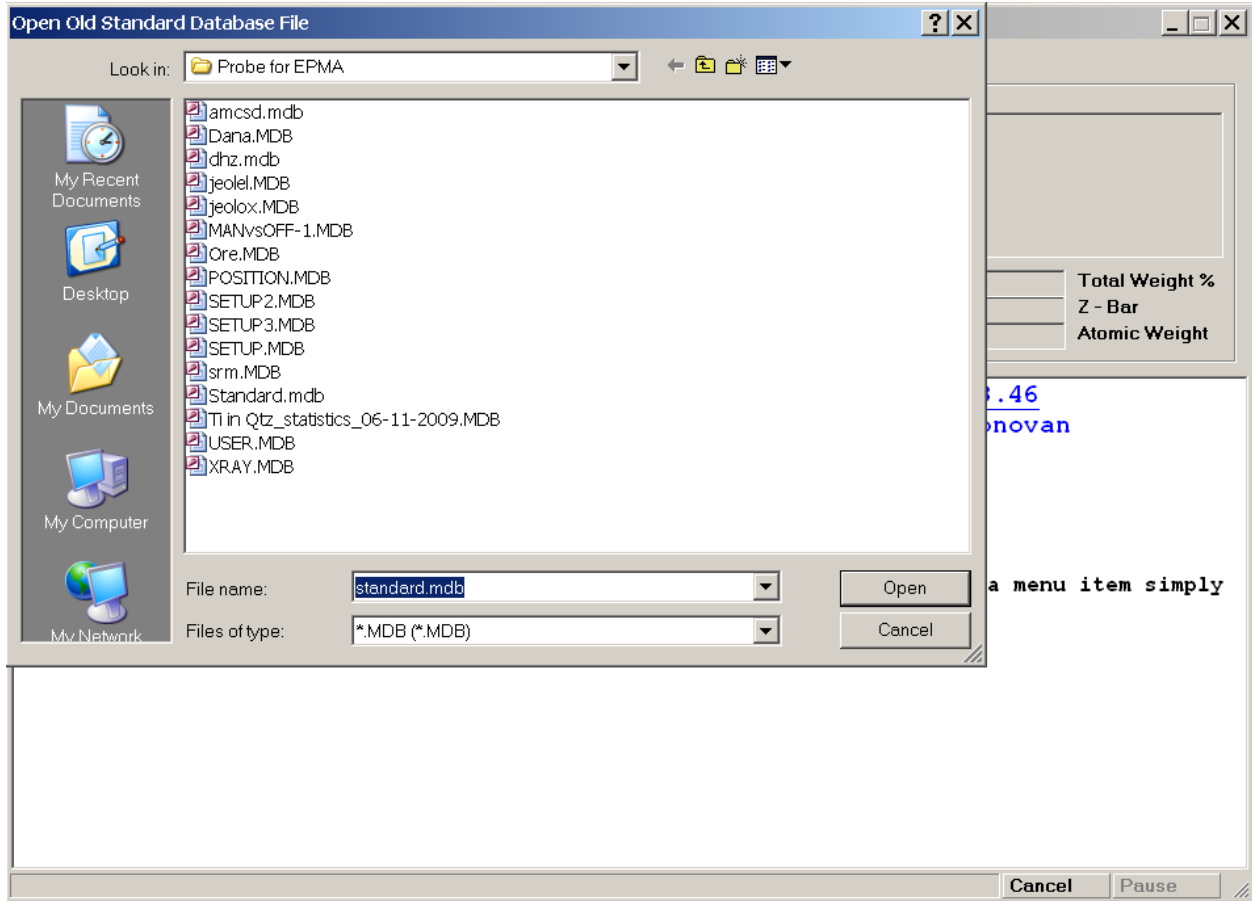 Open Old Standard Database File
Look in: Probe for EPMA
My Recent
Documents
Desktop
My Documents
My Computer
My Network
amcsd.mdb
Dana.MDB
dhz.mdb
jeolel.MDB
jeolox.MDB
MANvsOFF-1.MDB
Ore.MDB
POSITION.MDB
SETUP2.MDB
SETUP3.MDB
SETUP.MDB
srm.MDB
Standard.mdb
Ti in Qtz_statistics_06-11-2009.MDB
USER.MDB
XRAY.MDB
File name: standard.mdb Open
Files of type: *.MDB (*.MDB) Cancel
Total Weight %
Z - Bar
Atomic Weight
.46
onovan
a menu item simply
Cancel Pause